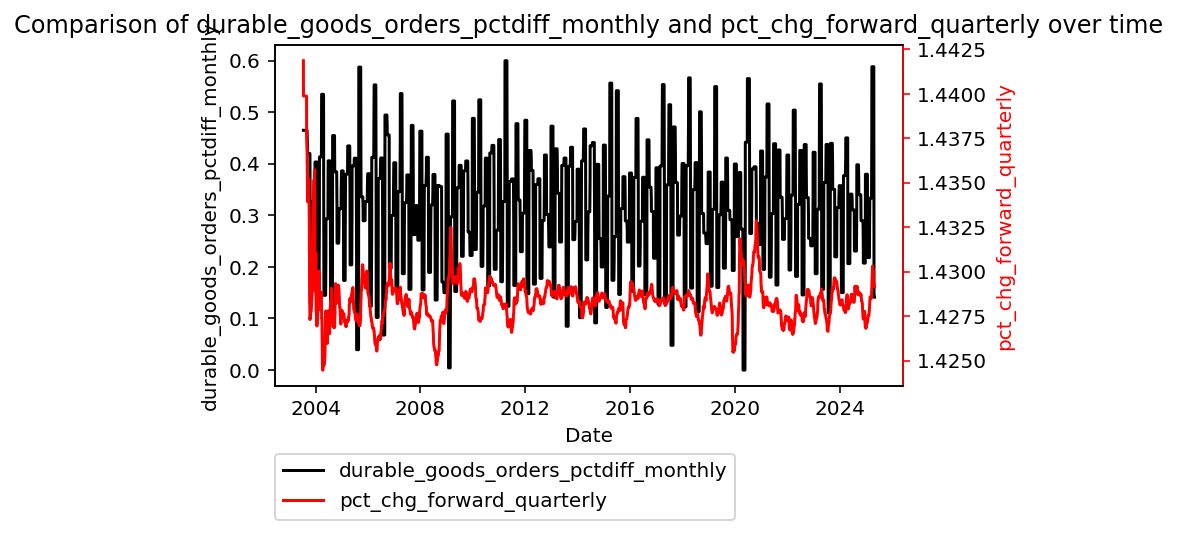 Comparison of durable_goods_orders_pctdiff_monthly and pct_chg_forward_quarterly over time
durable_goods_orders_pctdiff_monthly
0.6
0.5
0.4
0.3
0.2
0.1
0.0
1.4425
1.4400
1.4375
1.4350
1.4325
1.4300
1.4275
1.4250
pct_chg_forward_quarterly
2004 2008 2012 2016 2020 2024
Date
durable_goods_orders_pctdiff_monthly
pct_chg_forward_quarterly